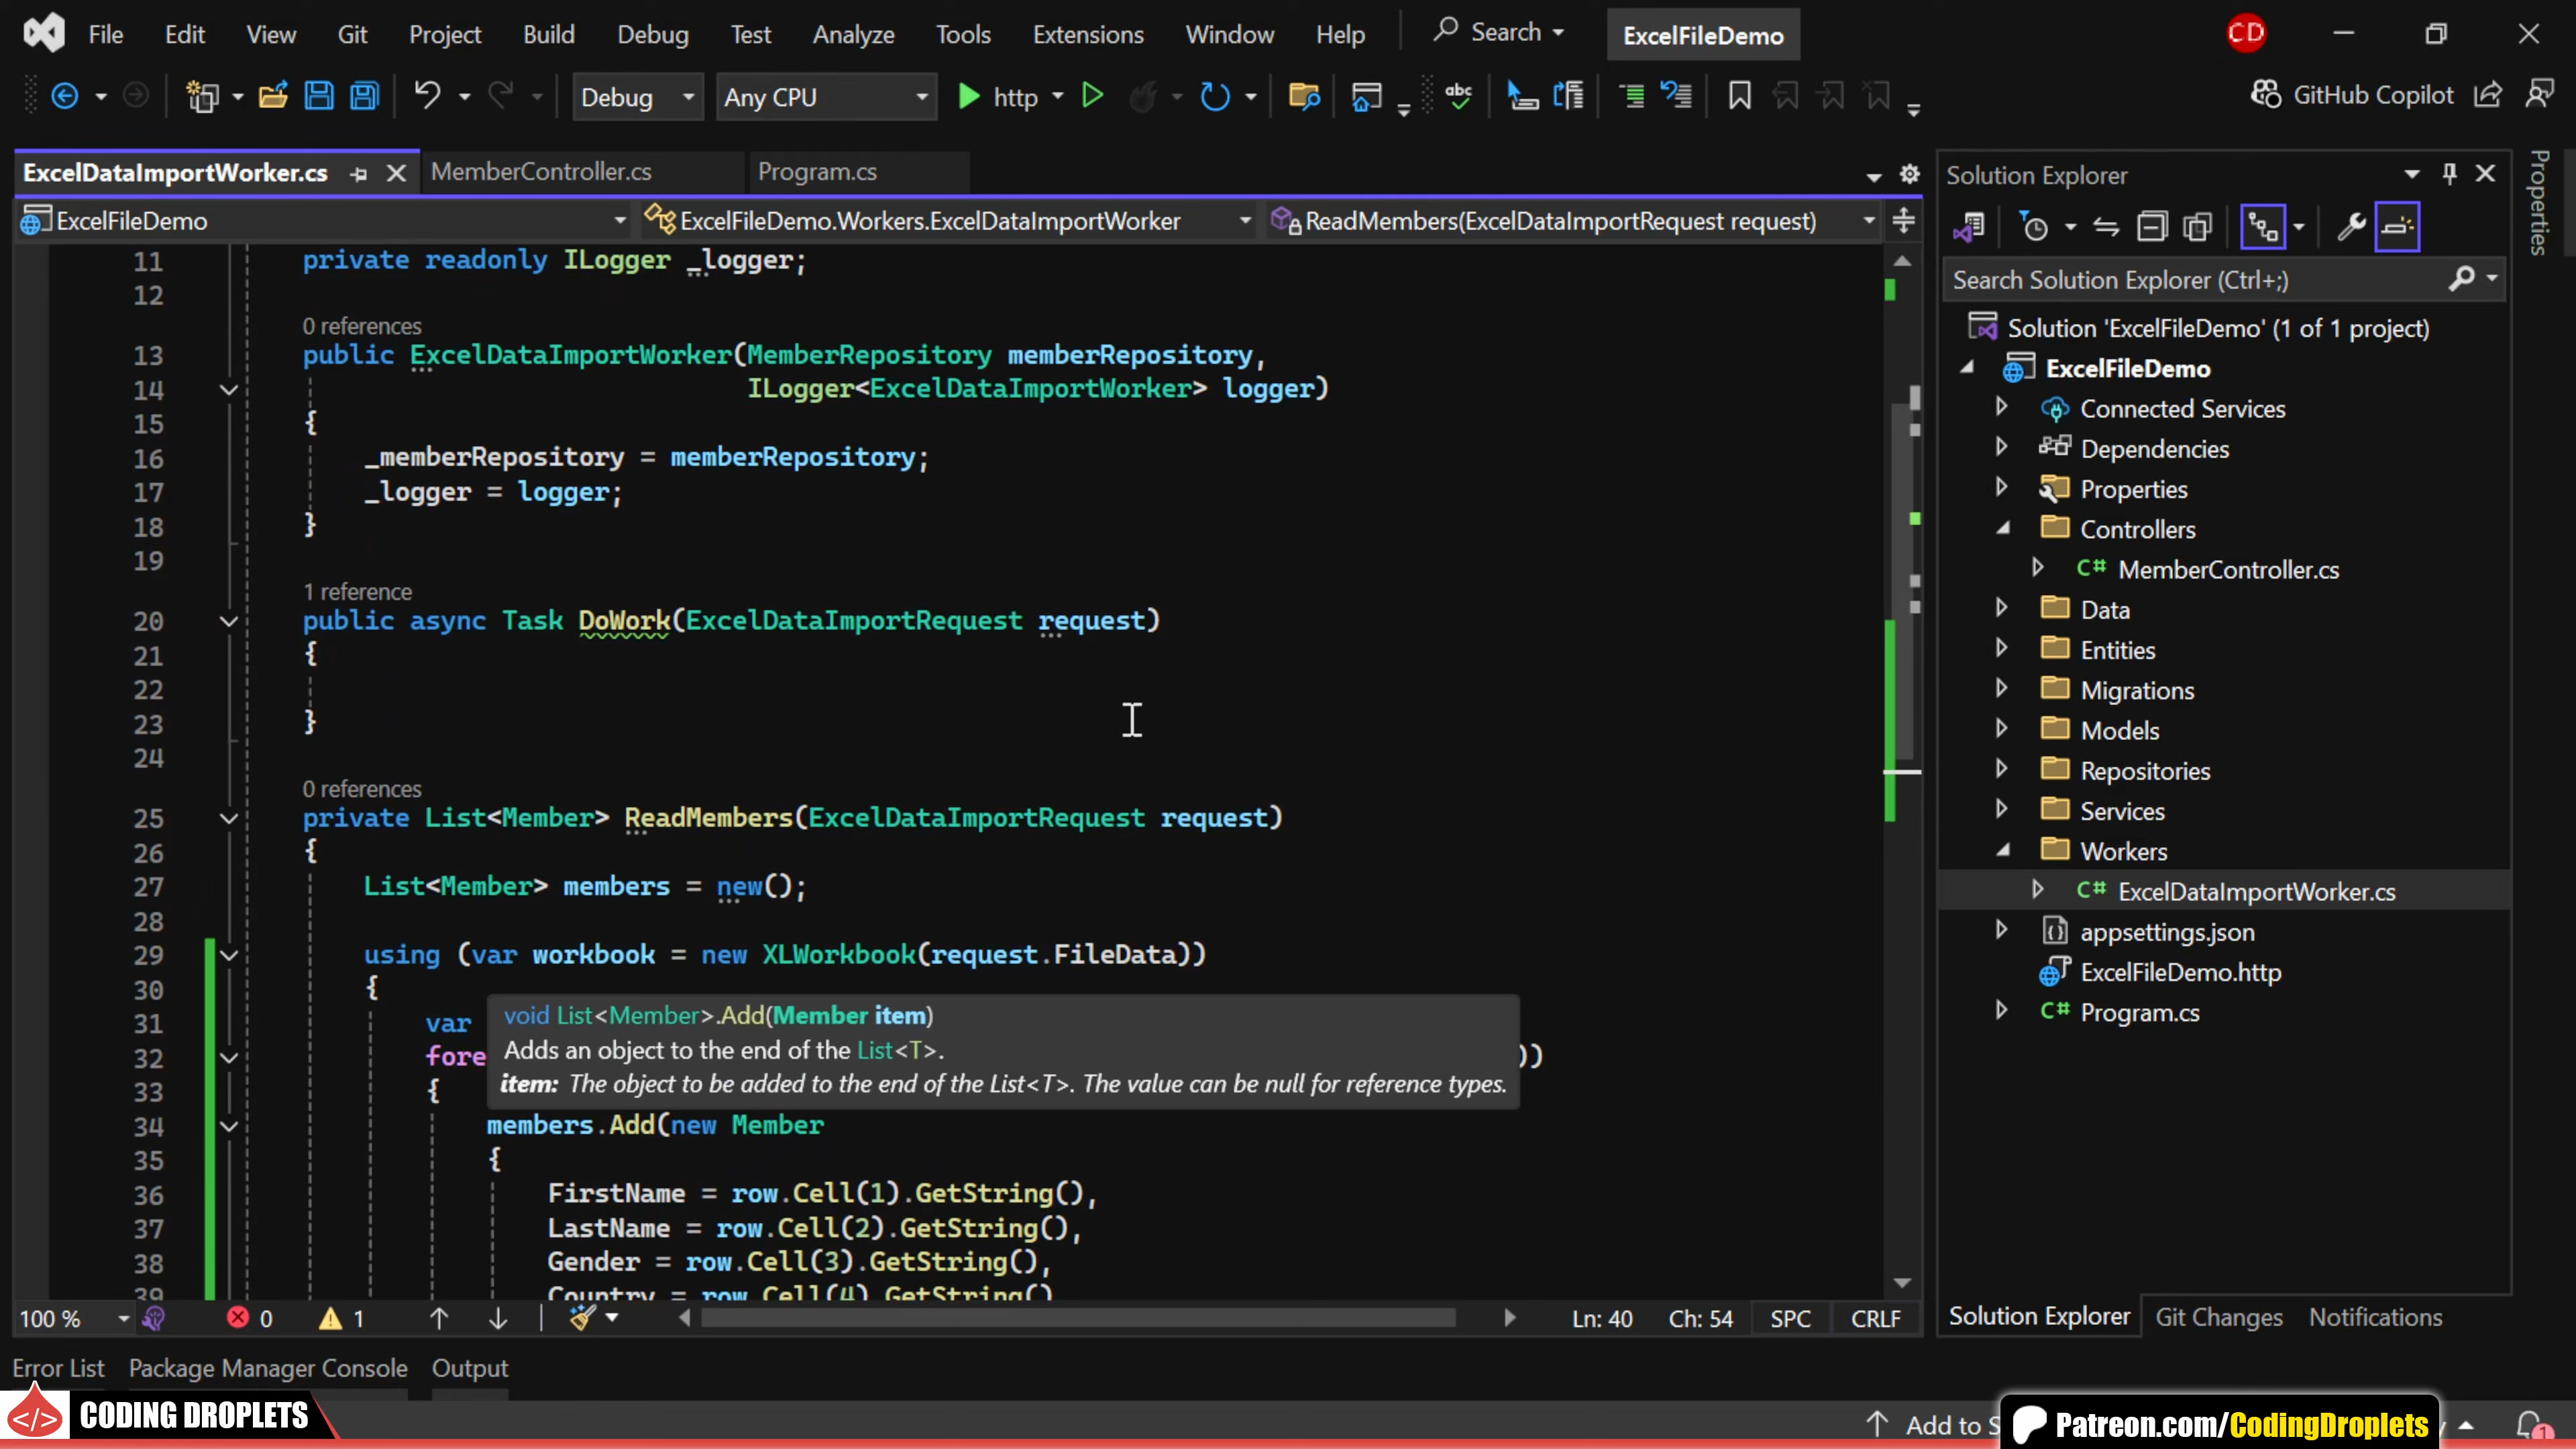 File Edit View Git Project Build Debug Test Analyze Tools Extensions Window Help Search ExcelFileDemo CD
Debug Any CPU http abc GitHub Copilot
ExcelDataImportWorker.cs MemberController.cs Program.cs
ExcelFileDemo ExcelFileDemo.Workers.ExcelDataImportWorker ReadMembers(ExcelDataImportRequest request)
11 private readonly ILogger _logger;
12
0 references
13 public ExcelDataImportWorker(MemberRepository memberRepository,
14 ILogger<ExcelDataImportWorker> logger)
15 {
16 _memberRepository = memberRepository;
17 _logger = logger;
18 }
19
1 reference
20 public async Task DoWork(ExcelDataImportRequest request)
21 {
22
23 }
24
0 references
25 private List<Member> ReadMembers(ExcelDataImportRequest request)
26 {
27 List<Member> members = new();
28
29 using (var workbook = new XLWorkbook(request.FileData))
30 {
31 var
32 fore ))
33 {
void List<Member>.Add(Member item)
Adds an object to the end of the List<T>.
item: The object to be added to the end of the List<T>. The value can be null for reference types.
34 members.Add(new Member
35 {
36 FirstName = row.Cell(1).GetString(),
37 LastName = row.Cell(2).GetString(),
38 Gender = row.Cell(3).GetString(),
39 Country = row.Cell(4).GetString()
100 % 0 1 Ln: 40 Ch: 54 SPC CRLF
Error List Package Manager Console Output
Solution Explorer
Search Solution Explorer (Ctrl+;)
Solution 'ExcelFileDemo' (1 of 1 project)
ExcelFileDemo
Connected Services
Dependencies
Properties
Controllers
C# MemberController.cs
Data
Entities
Migrations
Models
Repositories
Services
Workers
C# ExcelDataImportWorker.cs
appsettings.json
ExcelFileDemo.http
C# Program.cs
Solution Explorer Git Changes Notifications
Properties
</> CODING DROPLETS
Add to S
Patreon.com/CodingDroplets
1